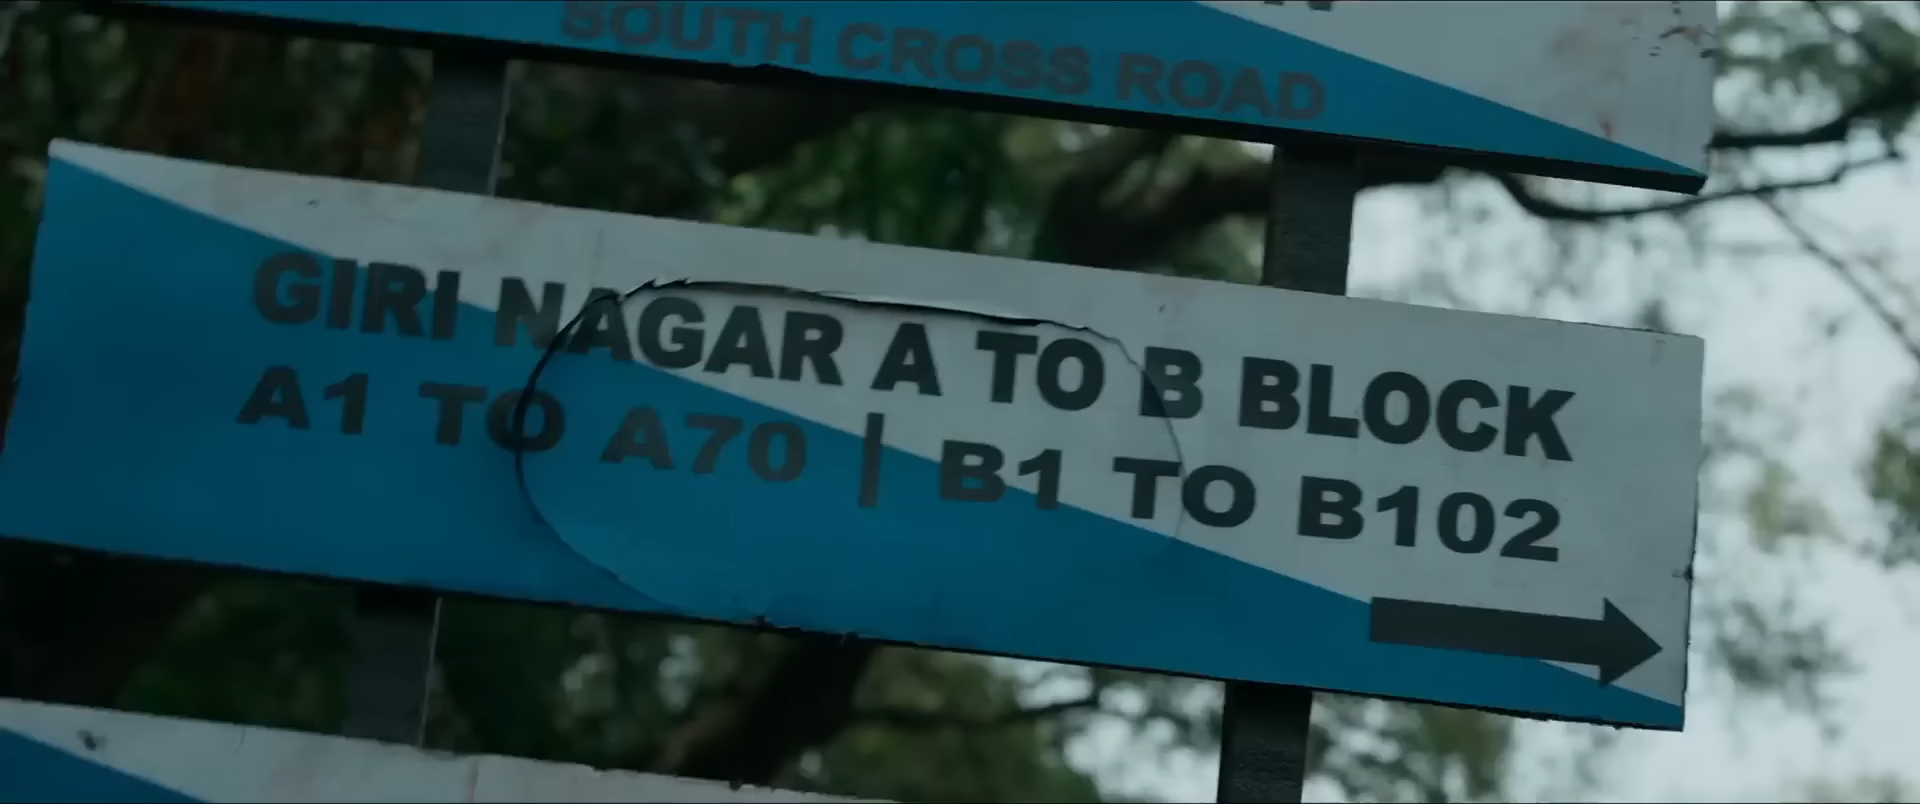 SOUTH CROSS ROAD
GIRI NAGAR A TO B BLOCK
A1 TO A70 | B1 TO B102